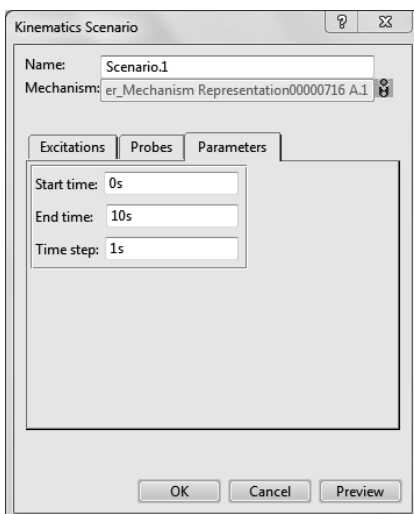 Kinematics Scenario
Name: Scenario.1
Mechanism: er_Mechanism Representation00000716 A.1
Excitations Probes Parameters
Start time: 0s
End time: 10s
Time step: 1s
OK Cancel Preview